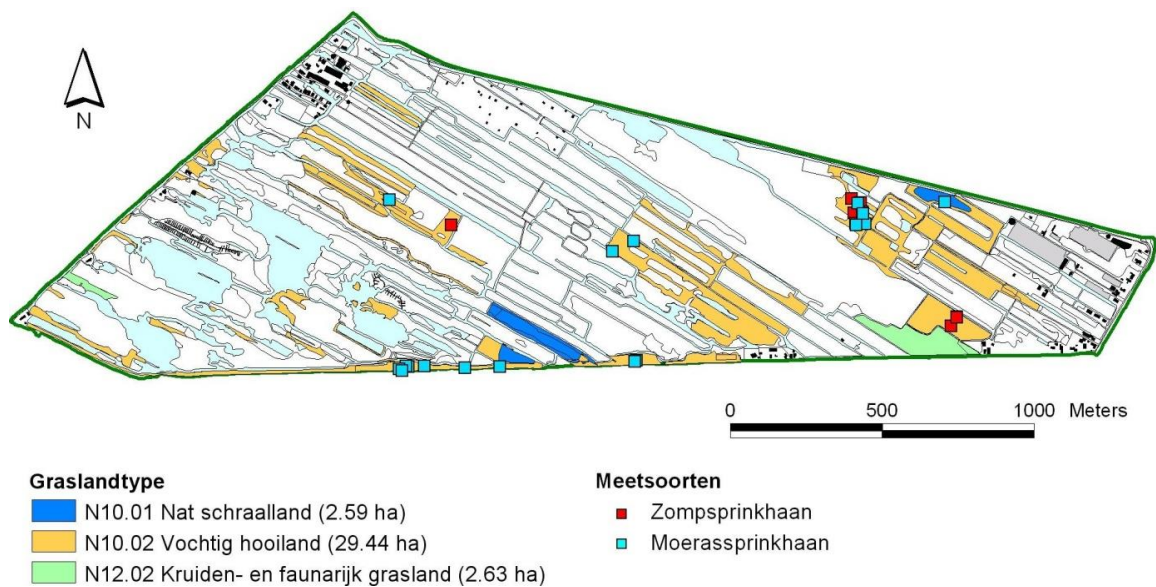 N
0 500 1000 Meters
Graslandtype
N10.01 Nat schraalland (2.59 ha)
N10.02 Vochtig hooiland (29.44 ha)
N12.02 Kruiden- en faunarijk grasland (2.63 ha)
Meetsoorten
Zompsprinkhaan
Moerassprinkhaan